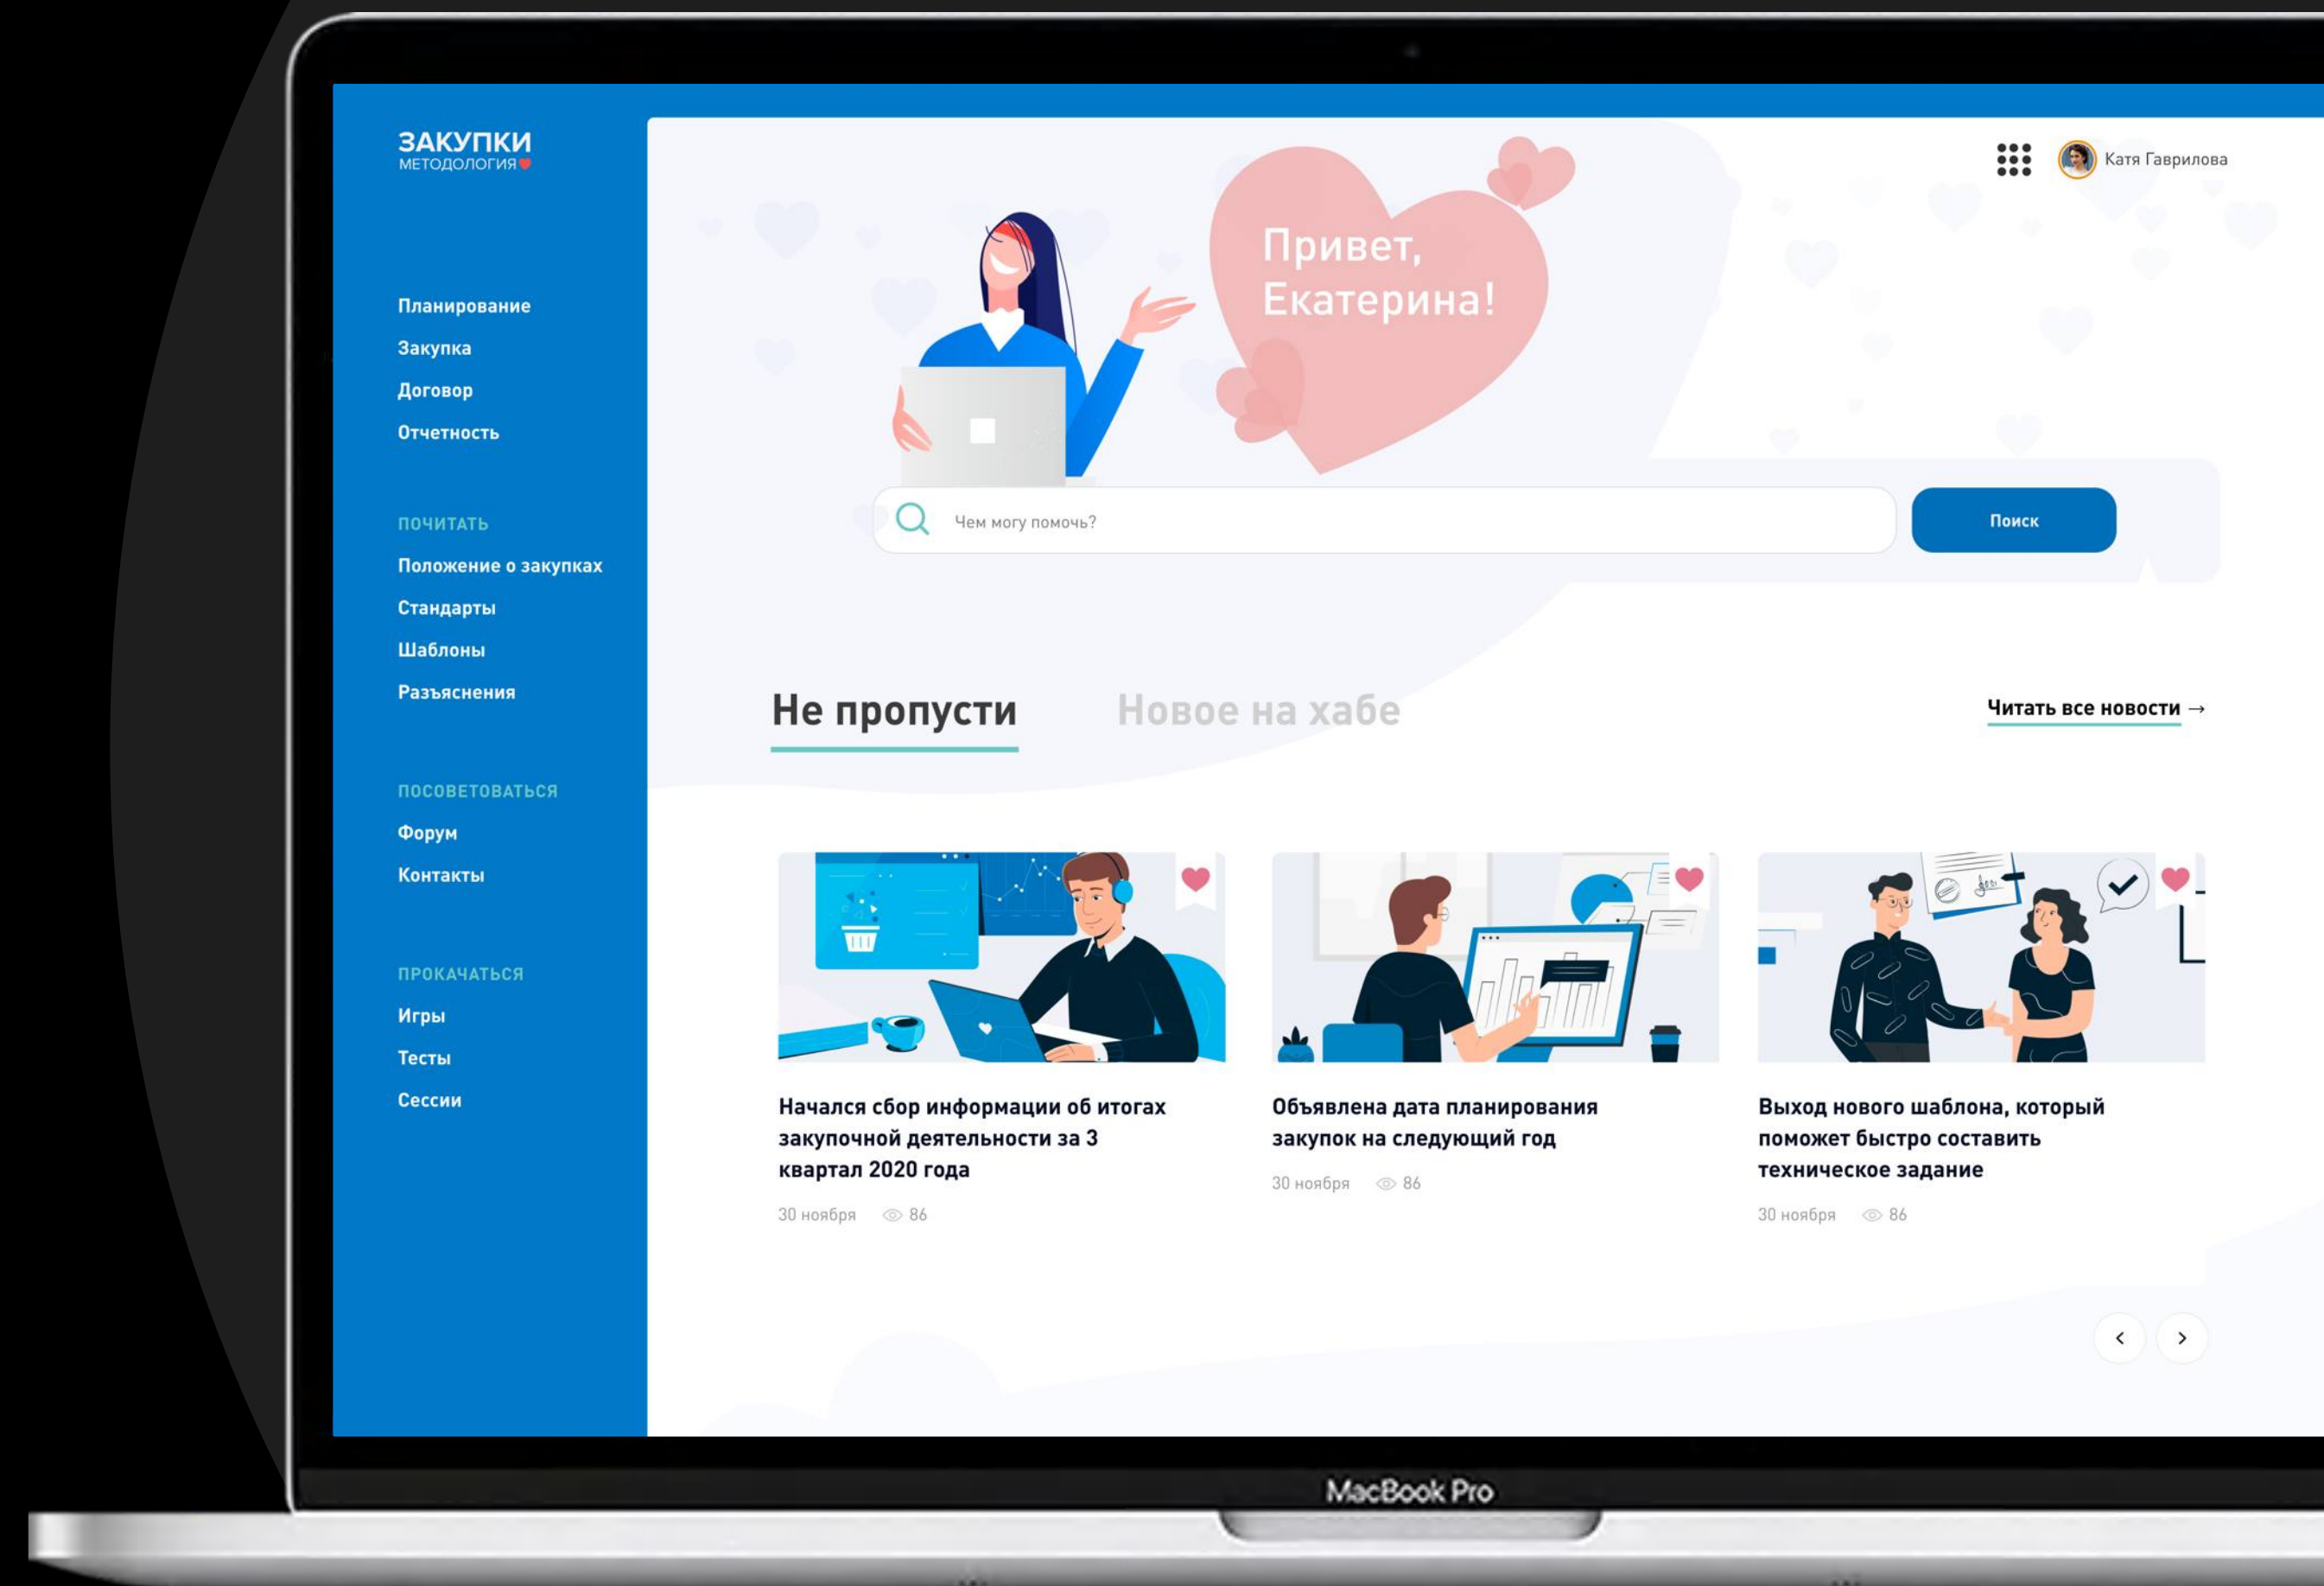 ЗАКУПКИ
МЕТОДОЛОГИЯ
Планирование
Закупка
Договор
Отчетность
ПОЧИТАТЬ
Положение о закупках
Стандарты
Шаблоны
Разъяснения
ПОСОВЕТОВАТЬСЯ
Форум
Контакты
ПРОКАЧАТЬСЯ
Игры
Тесты
Сессии
Катя Гаврилова
Привет,
Екатерина!
Чем могу помочь?
Поиск
Не пропусти
Новое на хабе
Читать все новости →
Начался сбор информации об итогах
закупочной деятельности за 3
квартал 2020 года
30 ноября 86
Объявлена дата планирования
закупок на следующий год
30 ноября 86
Выход нового шаблона, который
поможет быстро составить
техническое задание
30 ноября 86
MacBook Pro